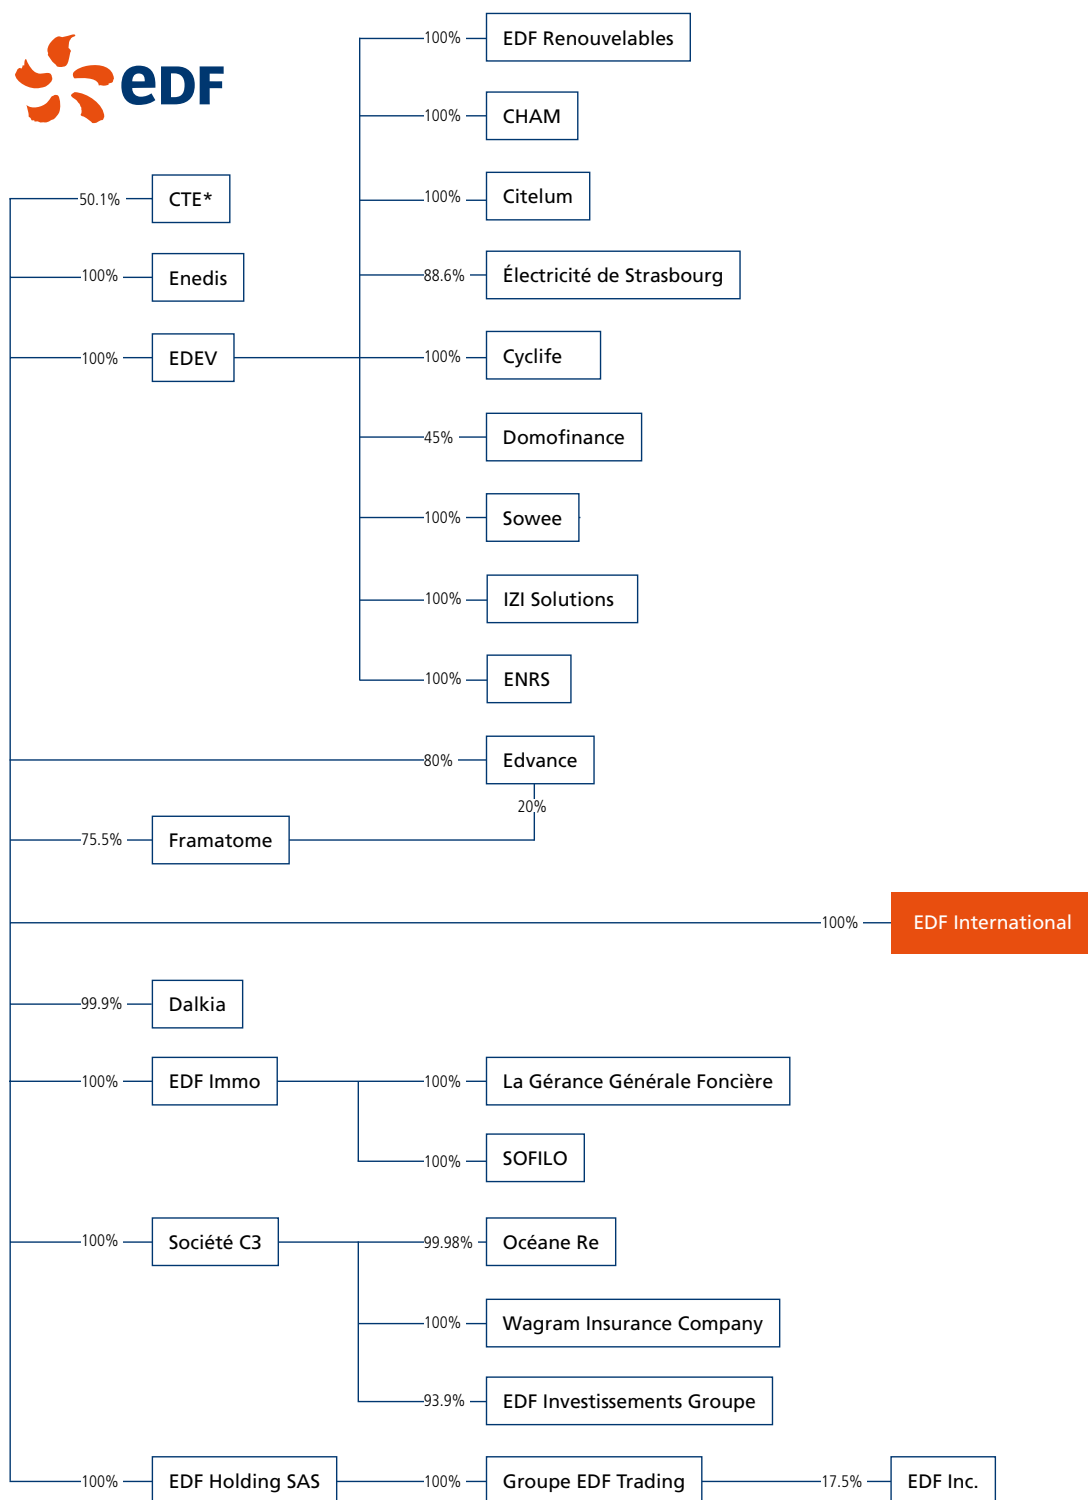 100% EDF Renouvelables
eDF
100% CHAM
50.1% CTE*
100% Citelum
100% Enedis
88.6% Électricité de Strasbourg
100% EDEV
100% Cyclife
45% Domofinance
100% Sowee
100% IZI Solutions
100% ENRS
80% Edvance
20%
75.5% Framatome
100% EDF International
99.9% Dalkia
100% EDF Immo
100% La Gérance Générale Foncière
100% SOFILO
100% Société C3
99.98% Océane Re
100% Wagram Insurance Company
93.9% EDF Investissements Groupe
100% EDF Holding SAS
100% Groupe EDF Trading
17.5% EDF Inc.